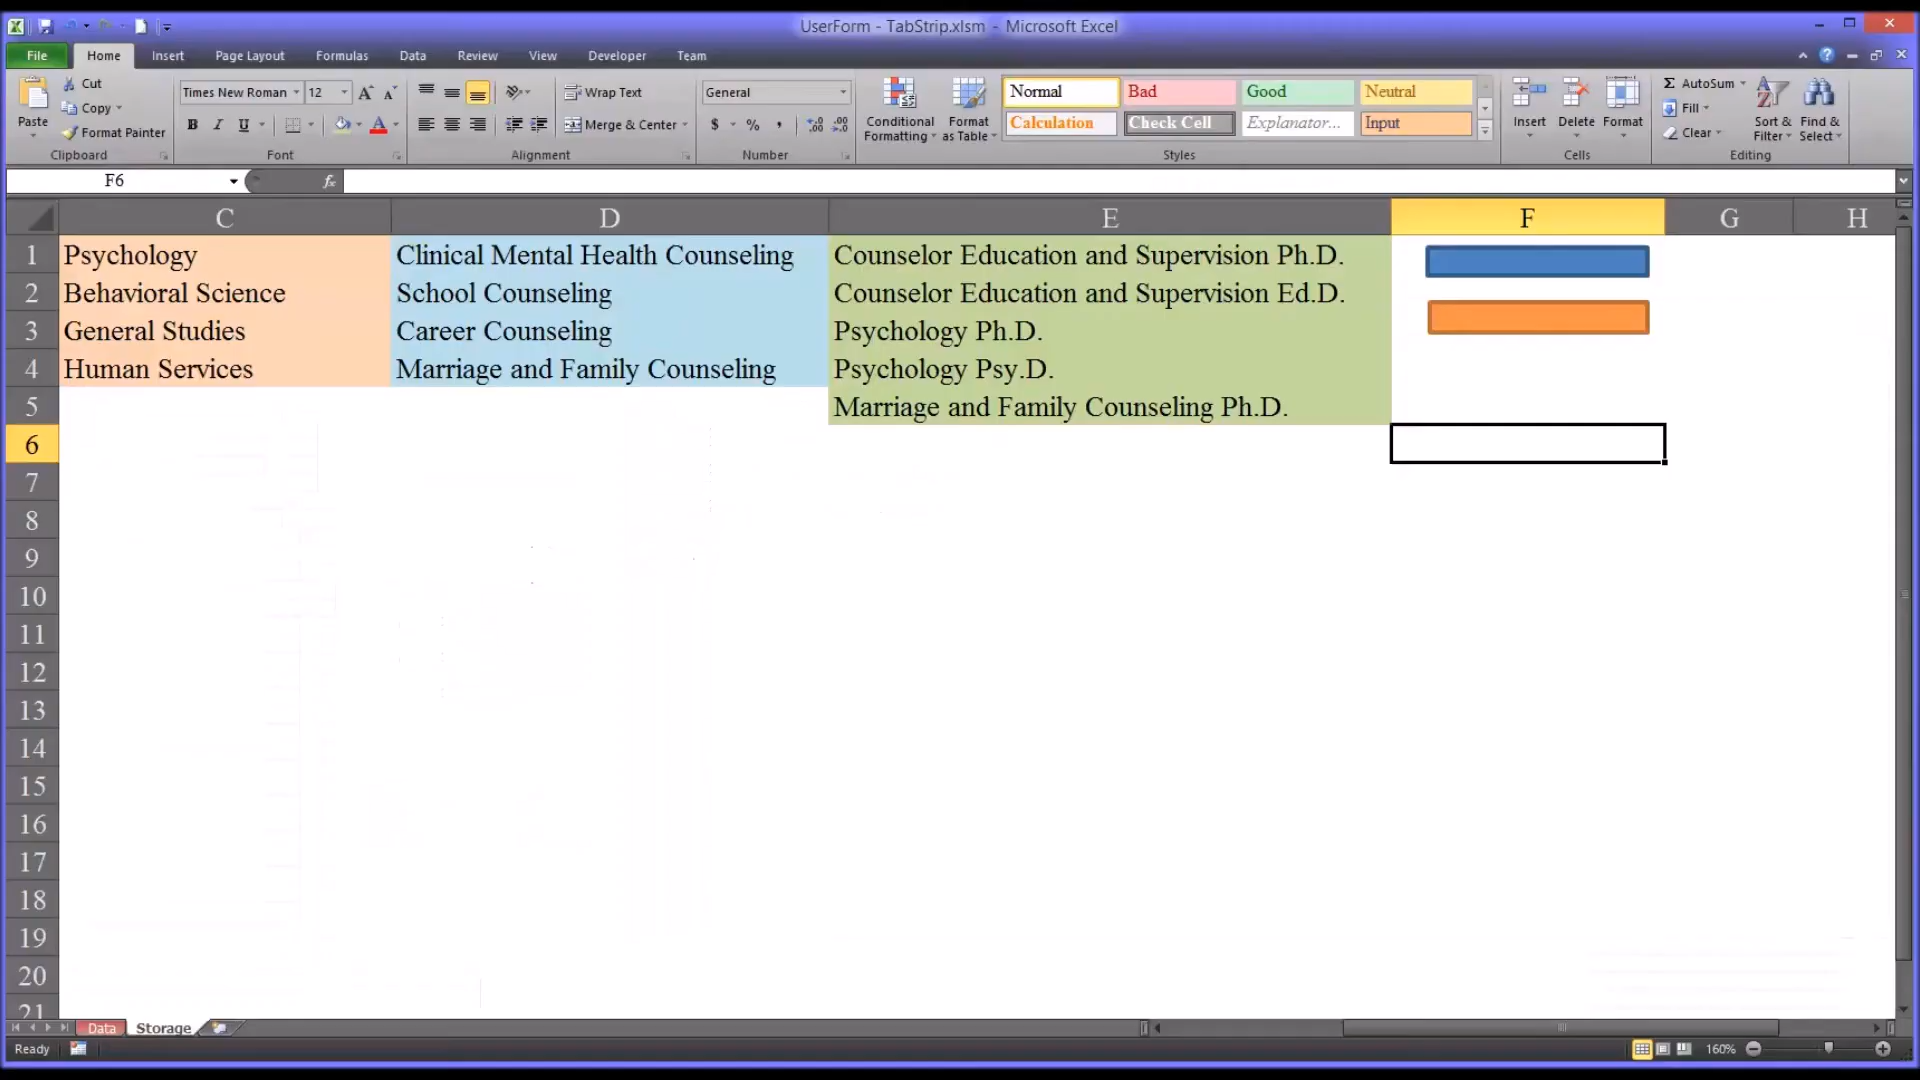 UserForm - TabStrip.xlsm - Microsoft Excel
File Home Insert Page Layout Formulas Data Review View Developer Team
Paste Cut Copy Format Painter
Clipboard
Times New Roman 12
B I U
Font
Wrap Text
Merge & Center
Alignment
General
$ % ,
Number
Conditional Formatting
Format as Table
Normal Bad Good Neutral
Calculation Check Cell Explanator... Input
Styles
Insert Delete Format
Cells
Σ AutoSum
Fill
Clear
Sort & Filter
Find & Select
Editing
F6 fx
C D E F G H
1 Psychology Clinical Mental Health Counseling Counselor Education and Supervision Ph.D.
2 Behavioral Science School Counseling Counselor Education and Supervision Ed.D.
3 General Studies Career Counseling Psychology Ph.D.
4 Human Services Marriage and Family Counseling Psychology Psy.D.
5 Marriage and Family Counseling Ph.D.
6
7
8
9
10
11
12
13
14
15
16
17
18
19
20
21
Data Storage
Ready 160%